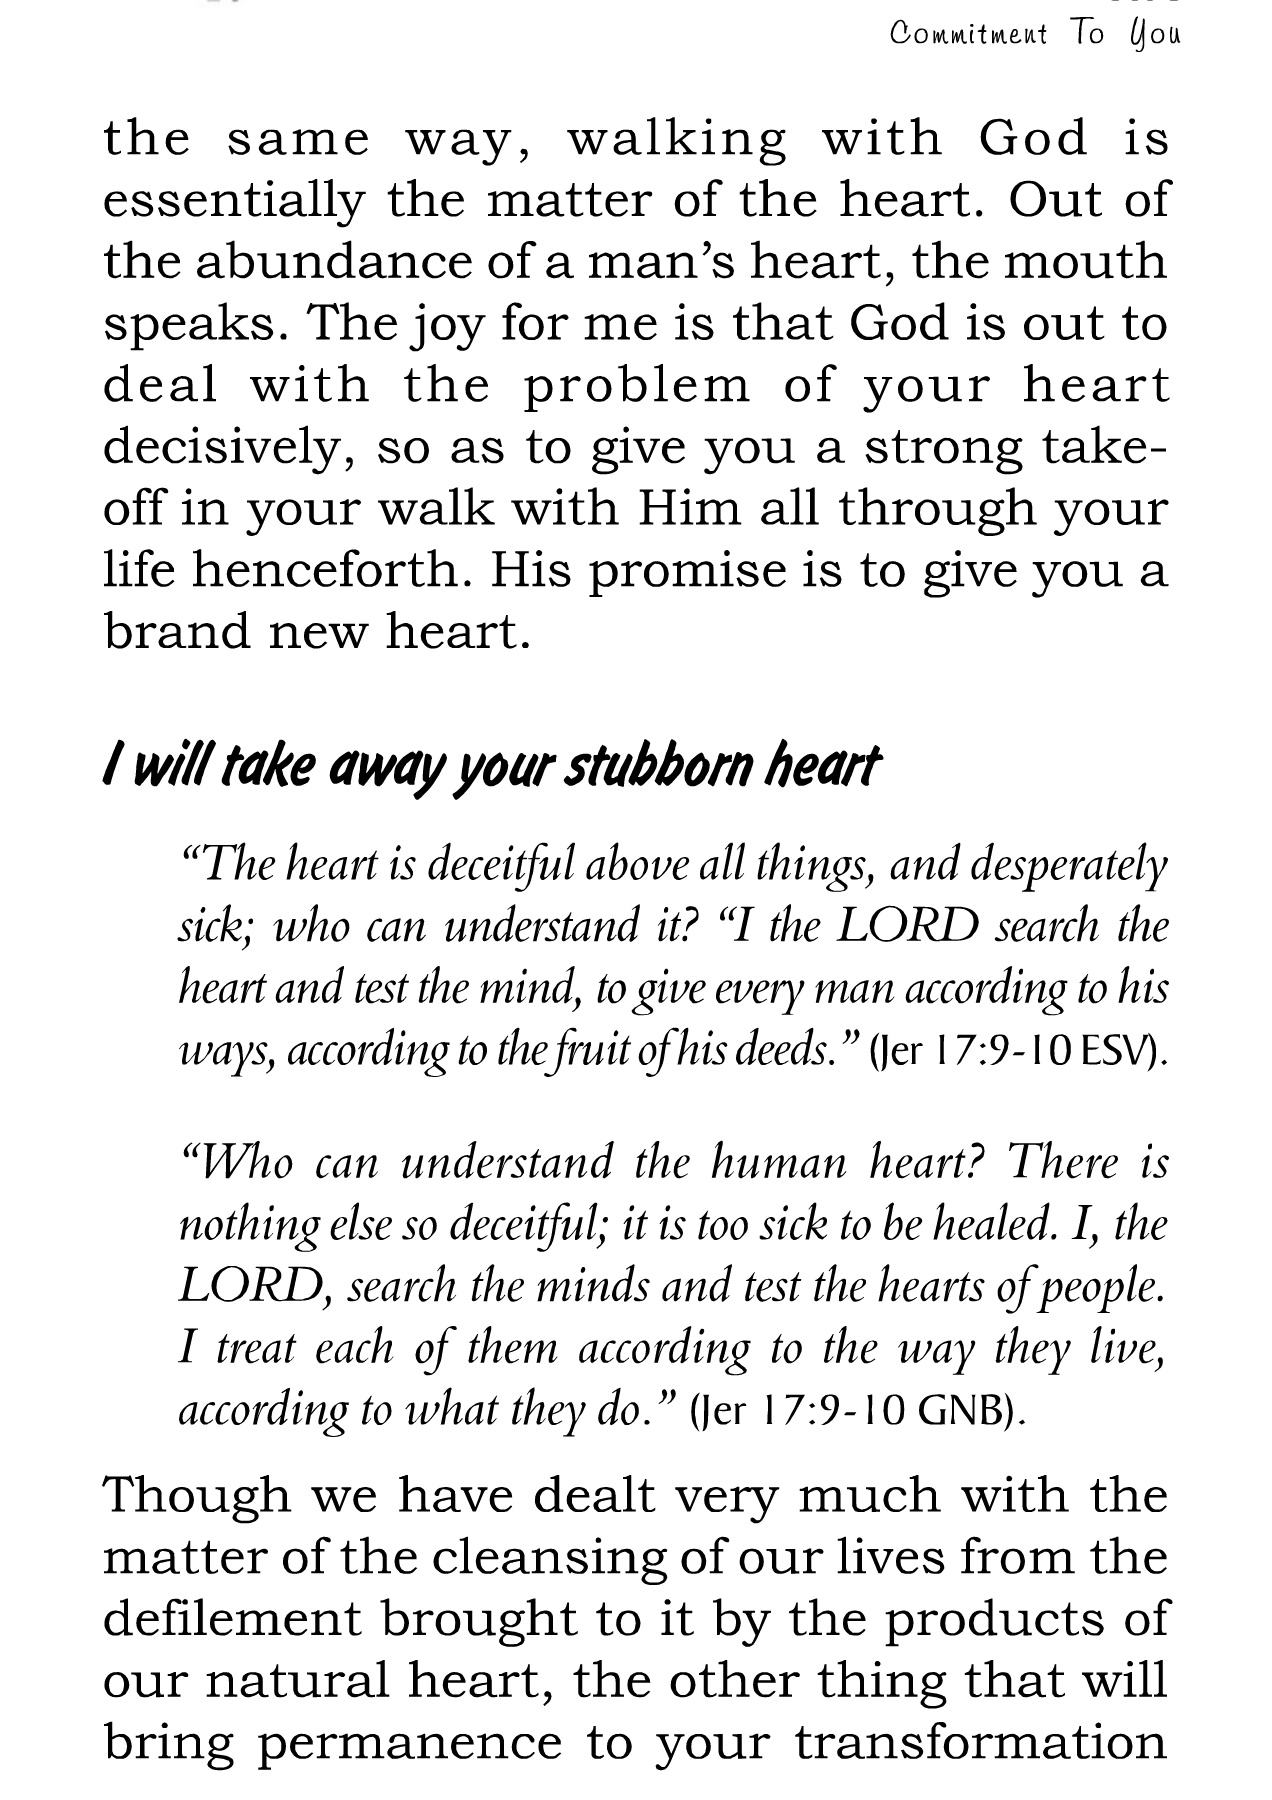 Commitment To You
the same way, walking with God is
essentially the matter of the heart. Out of
the abundance of a man’s heart, the mouth
speaks. The joy for me is that God is out to
deal with the problem of your heart
decisively, so as to give you a strong take-
off in your walk with Him all through your
life henceforth. His promise is to give you a
brand new heart.
I will take away your stubborn heart
“The heart is deceitful above all things, and desperately
sick; who can understand it? “I the LORD search the
heart and test the mind, to give every man according to his
ways, according to the fruit of his deeds.” (Jer 17:9-10 ESV).
“Who can understand the human heart? There is
nothing else so deceitful; it is too sick to be healed. I, the
LORD, search the minds and test the hearts of people.
I treat each of them according to the way they live,
according to what they do.” (Jer 17:9-10 GNB).
Though we have dealt very much with the
matter of the cleansing of our lives from the
defilement brought to it by the products of
our natural heart, the other thing that will
bring permanence to your transformation